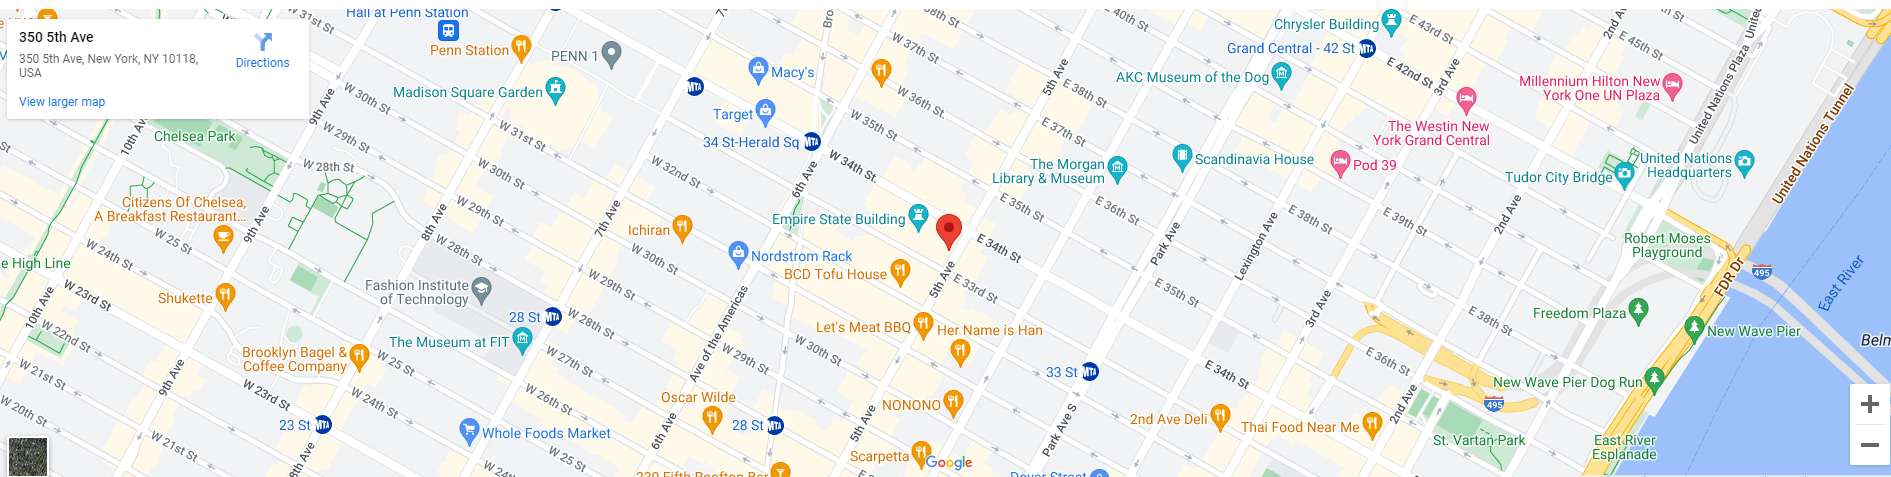 350 5th Ave
350 5th Ave, New York, NY 10118,
USA
Directions
View larger map
Hall at Penn Station
Penn Station
PENN 1
Madison Square Garden
Macy's
Target
34 St-Herald Sq
Chelsea Park
Citizens Of Chelsea,
A Breakfast Restaurant...
e High Line
Shukette
Fashion Institute
of Technology
28 St
The Museum at FIT
Brooklyn Bagel &
Coffee Company
23 St
Whole Foods Market
Ichiran
Nordstrom Rack
Empire State Building
BCD Tofu House
Let's Meat BBQ
Her Name is Han
Oscar Wilde
28 St
NONONO
Scarpetta
230 Fifth Rooftop Bar
Google
Dover Street
33 St
2nd Ave Deli
Thai Food Near Me
St. Vartan Park
East River
Esplanade
New Wave Pier Dog Run
New Wave Pier
Freedom Plaza
Robert Moses
Playground
Tudor City Bridge
United Nations
Headquarters
Millennium Hilton New
York One UN Plaza
The Westin New
York Grand Central
Pod 39
Scandinavia House
The Morgan
Library & Museum
AKC Museum of the Dog
Grand Central - 42 St
Chrysler Building
United Nations Plaza
United Nations Tunnel
East River
FDR Dr
Belm
495
495
MTA
MTA
MTA
MTA
MTA
MTA
MTA
W 31st St
W 30th St
W 29th St
W 28th St
10th Ave
9th Ave
9th Ave
W 31st St
W 30th St
W 29th St
8th Ave
W 28th St
7th Ave
W 32nd St
W 30th St
W 29th St
W 28th St
W 27th St
W 26th St
W 25 St
W 24th St
W 23rd St
W 22nd St
W 21st St
W 20th St
10th Ave
9th Ave
W 25 St
W 24th St
W 23rd St
W 21st St
8th Ave
Ave of the Americas
6th Ave
6th Ave
W 29th St
W 30th St
5th Ave
5th Ave
5th Ave
W 37th St
W 36th St
W 35th St
W 34th St
E 40th St
E 38th St
E 37th St
E 36th St
E 35th St
E 34th St
E 33rd St
Park Ave
Park Ave S
Lexington Ave
3rd Ave
3rd Ave
E 35th St
E 34th St
E 36th St
E 38th St
E 38th St
E 39th St
2nd Ave
2nd Ave
2nd Ave
E 42nd St
E 43rd St
E 45th St